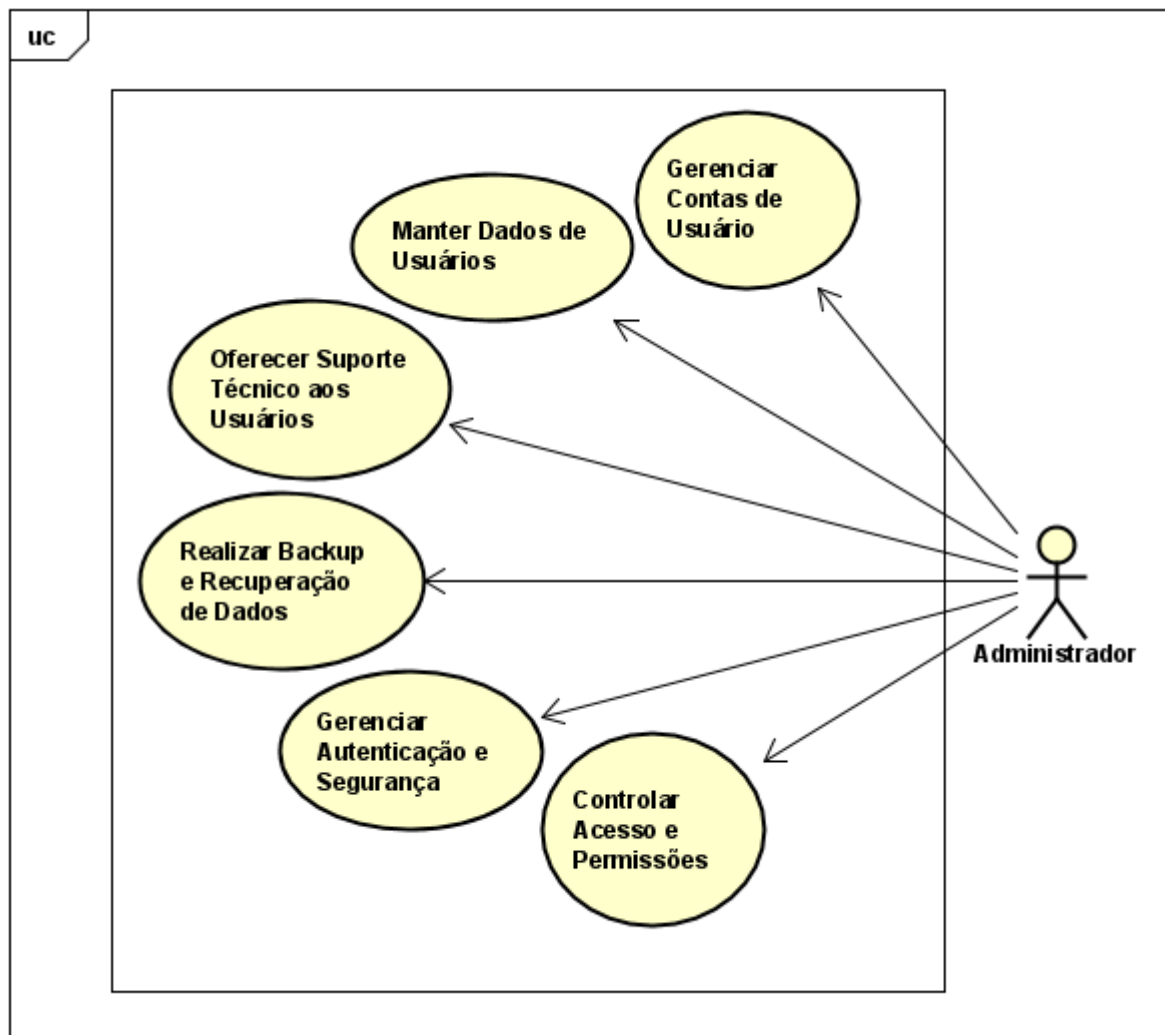 uc
Gerenciar
Contas de
Usuário
Manter Dados de
Usuários
Oferecer Suporte
Técnico aos
Usuários
Realizar Backup
e Recuperação
de Dados
Gerenciar
Autenticação e
Segurança
Controlar
Acesso e
Permissões
Administrador